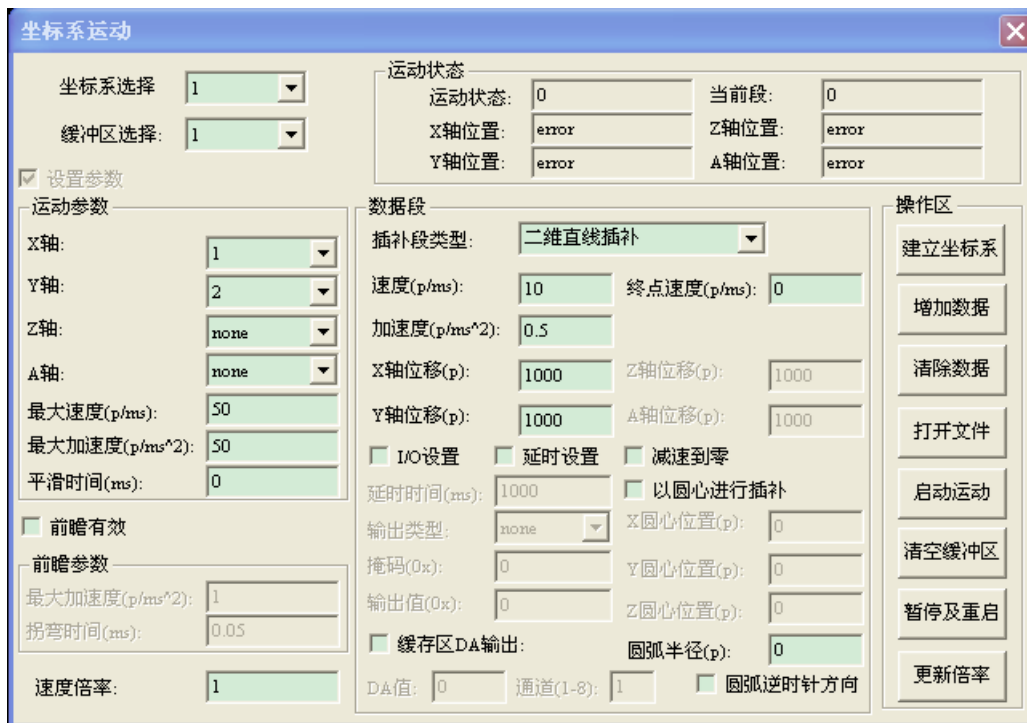 坐标系运动
坐标系选择 1
缓冲区选择: 1
设置参数
运动状态
运动状态: 0 当前段: 0
X轴位置: error Z轴位置: error
Y轴位置: error A轴位置: error
运动参数
X轴: 1
Y轴: 2
Z轴: none
A轴: none
最大速度(p/ms): 50
最大加速度(p/ms^2): 50
平滑时间(ms): 0
前瞻有效
前瞻参数
最大加速度(p/ms^2): 1
拐弯时间(ms): 0.05
速度倍率: 1
数据段
插补段类型: 二维直线插补
速度(p/ms): 10 终点速度(p/ms): 0
加速度(p/ms^2): 0.5
X轴位移(p): 1000 Z轴位移(p): 1000
Y轴位移(p): 1000 A轴位移(p): 1000
I/O设置 延时设置 减速到零
延时时间(ms): 1000 以圆心进行插补
输出类型: none X圆心位置(p): 0
掩码(0x): 0 Y圆心位置(p): 0
输出值(0x): 0 Z圆心位置(p): 0
缓存区DA输出: 圆弧半径(p): 0
DA值: 0 通道(1-8): 1 圆弧逆时针方向
操作区
建立坐标系
增加数据
清除数据
打开文件
启动运动
清空缓冲区
暂停及重启
更新倍率